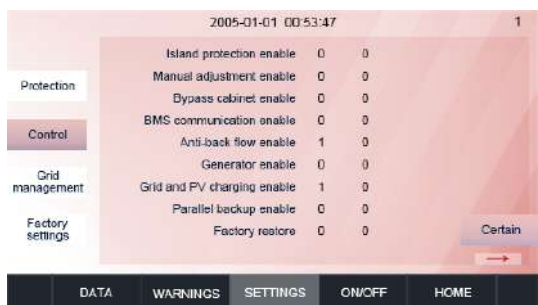 2005-01-01 00:53:47 1
Island protection enable 0 0
Manual adjustment enable 0 0
Bypass cabinet enable 0 0
BMS communication enable 0 0
Anti-back flow enable 1 0
Generator enable 0 0
Grid and PV charging enable 1 0
Parallel backup enable 0 0
Factory restore 0 0
Protection
Control
Grid
management
Factory
settings
Certain
DATA WARNINGS SETTINGS ON/OFF HOME